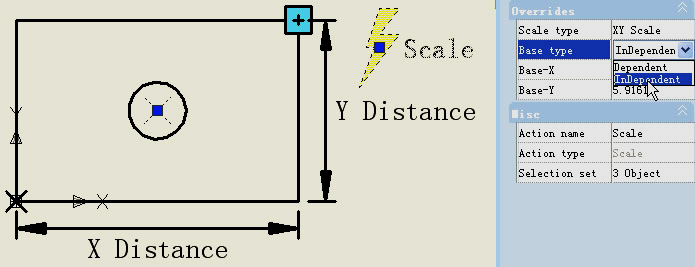 Scale
Y Distance
X Distance
Overrides
Scale type XY Scale
Base type InDependen
Dependent
InDependent
Base-X
Base-Y 5.9161
Misc
Action name Scale
Action type Scale
Selection set 3 Object